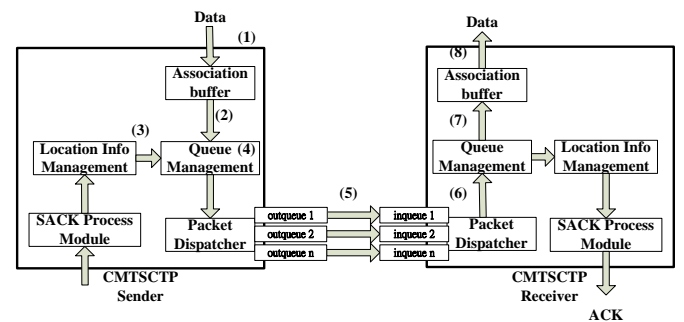 Data
(1)
Association
buffer
(2)
(3)
Location Info
Management
Queue (4)
Management
SACK Process
Module
Packet
Dispatcher
outqueue 1
outqueue 2
outqueue n
CMTSCTP
Sender
(5)
inqueue 1
inqueue 2
inqueue n
Data
(8)
Association
buffer
(7)
Queue
Management
Location Info
Management
(6)
Packet
Dispatcher
SACK Process
Module
CMTSCTP
Receiver
ACK